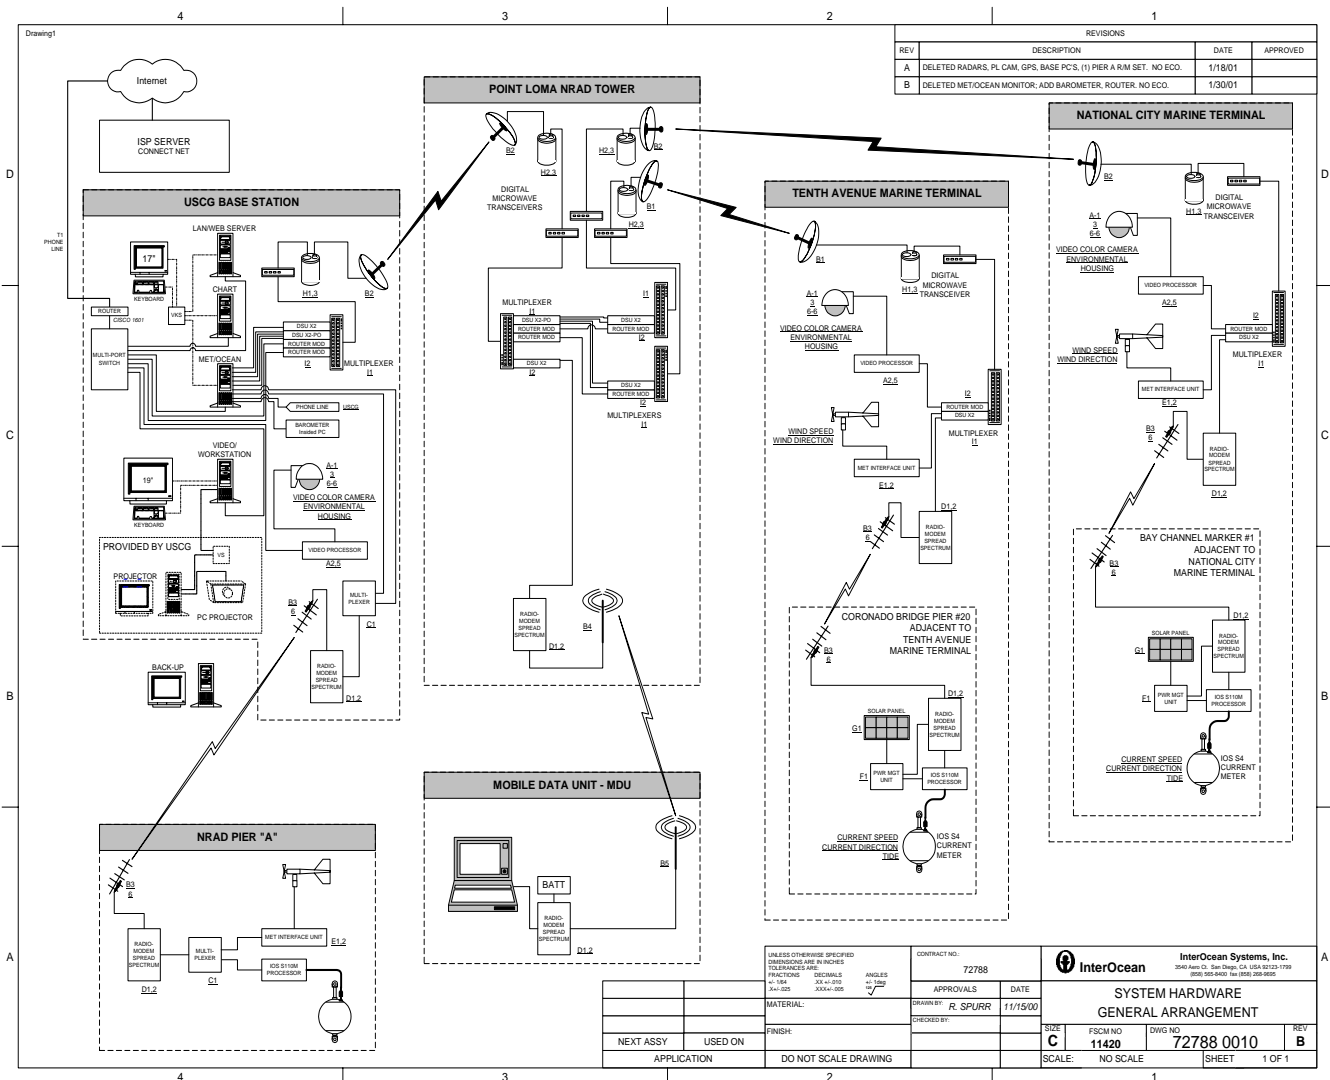 4
3
2
1
Drawing1
REVISIONS
REV
DESCRIPTION
DATE
APPROVED
A
DELETED RADARS, PL CAM, GPS, BASE PC'S, (1) PIER A R/M SET. NO ECO.
1/18/01
B
DELETED MET/OCEAN MONITOR; ADD BAROMETER, ROUTER. NO ECO.
1/30/01
D
D
C
C
B
B
A
A
Internet
ISP SERVER
CONNECT NET
T1
PHONE
LINE
USCG BASE STATION
LAN/WEB SERVER
17"
KEYBOARD
CHART
VKS
ROUTER
CISCO 1601
MULTI-PORT
SWITCH
MET/OCEAN
H1,3
B2
DSU X2
DSU X2-PO
ROUTER MOD
ROUTER MOD
I2
MULTIPLEXER
I1
PHONE LINE
USCG
BAROMETER
Insided PC
VIDEO/
WORKSTATION
19"
KEYBOARD
A-1
3
6-6
VIDEO COLOR CAMERA
ENVIRONMENTAL
HOUSING
VIDEO PROCESSOR
A2,5
PROVIDED BY USCG
VS
PROJECTOR
PC PROJECTOR
B3
6
MULTI-
PLEXER
C1
RADIO-
MODEM
SPREAD
SPECTRUM
D1,2
BACK-UP
POINT LOMA NRAD TOWER
B2
H2,3
H2,3
B2
B1
H2,3
DIGITAL
MICROWAVE
TRANSCEIVERS
MULTIPLEXER
I1
DSU X2-PO
ROUTER MOD
ROUTER MOD
DSU X2
I2
I1
DSU X2
ROUTER MOD
I2
DSU X2
ROUTER MOD
I2
MULTIPLEXERS
I1
RADIO-
MODEM
SPREAD
SPECTRUM
D1,2
B4
MOBILE DATA UNIT - MDU
BATT
RADIO-
MODEM
SPREAD
SPECTRUM
D1,2
B5
NRAD PIER "A"
B3
6
RADIO-
MODEM
SPREAD
SPECTRUM
D1,2
MULTI-
PLEXER
C1
MET INTERFACE UNIT
E1,2
IOS S110M
PROCESSOR
TENTH AVENUE MARINE TERMINAL
B1
H1,3
DIGITAL
MICROWAVE
TRANSCEIVER
A-1
3
6-6
VIDEO COLOR CAMERA
ENVIRONMENTAL
HOUSING
VIDEO PROCESSOR
A2,5
I2
ROUTER MOD
DSU X2
MULTIPLEXER
I1
WIND SPEED
WIND DIRECTION
MET INTERFACE UNIT
E1,2
B3
6
D1,2
RADIO-
MODEM
SPREAD
SPECTRUM
CORONADO BRIDGE PIER #20
ADJACENT TO
TENTH AVENUE
MARINE TERMINAL
B3
6
D1,2
SOLAR PANEL
G1
RADIO-
MODEM
SPREAD
SPECTRUM
F1
PWR MGT
UNIT
IOS S110M
PROCESSOR
CURRENT SPEED
CURRENT DIRECTION
TIDE
IOS S4
CURRENT
METER
NATIONAL CITY MARINE TERMINAL
B2
H1,3
DIGITAL
MICROWAVE
TRANSCEIVER
A-1
3
6-6
VIDEO COLOR CAMERA
ENVIRONMENTAL
HOUSING
VIDEO PROCESSOR
A2,5
I2
ROUTER MOD
DSU X2
MULTIPLEXER
I1
WIND SPEED
WIND DIRECTION
MET INTERFACE UNIT
E1,2
B3
6
RADIO-
MODEM
SPREAD
SPECTRUM
D1,2
BAY CHANNEL MARKER #1
ADJACENT TO
NATIONAL CITY
MARINE TERMINAL
B3
6
D1,2
SOLAR PANEL
G1
RADIO-
MODEM
SPREAD
SPECTRUM
F1
PWR MGT
UNIT
IOS S110M
PROCESSOR
CURRENT SPEED
CURRENT DIRECTION
TIDE
IOS S4
CURRENT
METER
UNLESS OTHERWISE SPECIFIED
DIMENSIONS ARE IN INCHES
TOLERANCES ARE:
FRACTIONS DECIMALS ANGLES
+/- 1/64 .XX +/-.010 +/- 1deg
.X+/-.025 .XXX+/-.005
MATERIAL:
FINISH:
DO NOT SCALE DRAWING
NEXT ASSY
USED ON
APPLICATION
CONTRACT NO.:
72788
APPROVALS
DATE
DRAWN BY: R. SPURR
11/15/00
CHECKED BY:
InterOcean
InterOcean Systems, Inc.
3540 Aero Ct. San Diego, CA USA 92123-1799
(858) 565-8400 fax (858) 268-9695
SYSTEM HARDWARE
GENERAL ARRANGEMENT
SIZE
C
FSCM NO
11420
DWG NO
72788 0010
REV
B
SCALE: NO SCALE
SHEET 1 OF 1
4
3
2
1